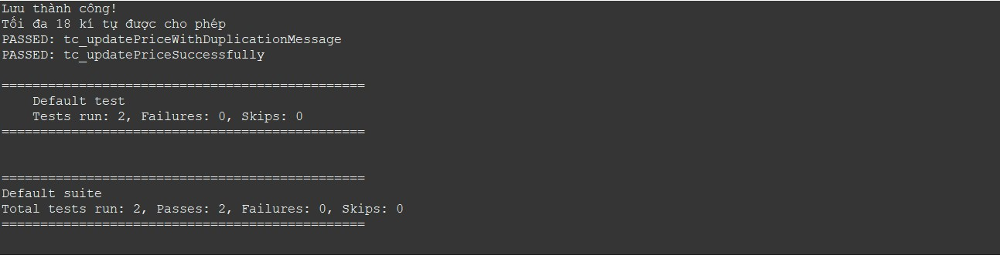 Lưu thành công!
Tối đa 18 kí tự được cho phép
PASSED: tc_updatePriceWithDuplicationMessage
PASSED: tc_updatePriceSuccessfully
===============================================
Default test
Tests run: 2, Failures: 0, Skips: 0
===============================================
===============================================
Default suite
Total tests run: 2, Passes: 2, Failures: 0, Skips: 0
===============================================